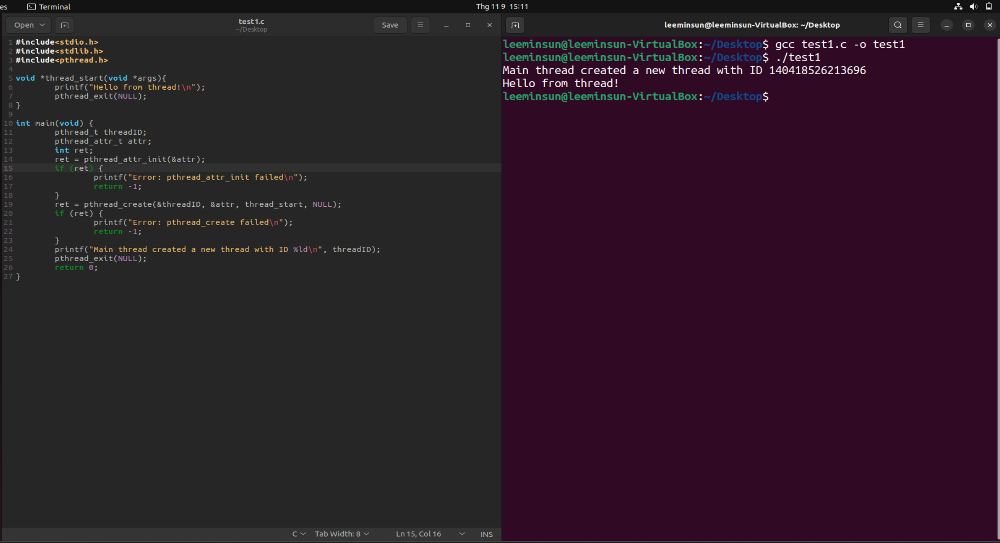 es Terminal Thg 11 9 15:11
Open test1.c Save
~/Desktop
1 #include<stdio.h>
2 #include<stdlib.h>
3 #include<pthread.h>
4
5 void *thread_start(void *args){
6 printf("Hello from thread!\n");
7 pthread_exit(NULL);
8 }
9
10 int main(void) {
11 pthread_t threadID;
12 pthread_attr_t attr;
13 int ret;
14 ret = pthread_attr_init(&attr);
15 if (ret) {
16 printf("Error: pthread_attr_init failed\n");
17 return -1;
18 }
19 ret = pthread_create(&threadID, &attr, thread_start, NULL);
20 if (ret) {
21 printf("Error: pthread_create failed\n");
22 return -1;
23 }
24 printf("Main thread created a new thread with ID %ld\n", threadID);
25 pthread_exit(NULL);
26 return 0;
27 }
C Tab Width: 8 Ln 15, Col 16 INS
leeminsun@leeminsun-VirtualBox: ~/Desktop
leeminsun@leeminsun-VirtualBox:~/Desktop$ gcc test1.c -o test1
leeminsun@leeminsun-VirtualBox:~/Desktop$ ./test1
Main thread created a new thread with ID 140418526213696
Hello from thread!
leeminsun@leeminsun-VirtualBox:~/Desktop$